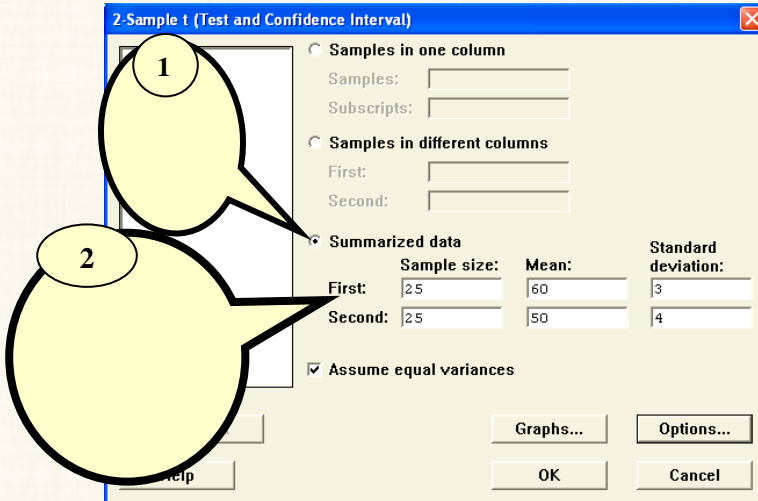 2-Sample t (Test and Confidence Interval)
1
Samples in one column
Samples:
Subscripts:
Samples in different columns
First:
Second:
2
Summarized data
Sample size: Mean: Standard deviation:
First: 25 60 3
Second: 25 50 4
Assume equal variances
Graphs... Options...
OK Cancel